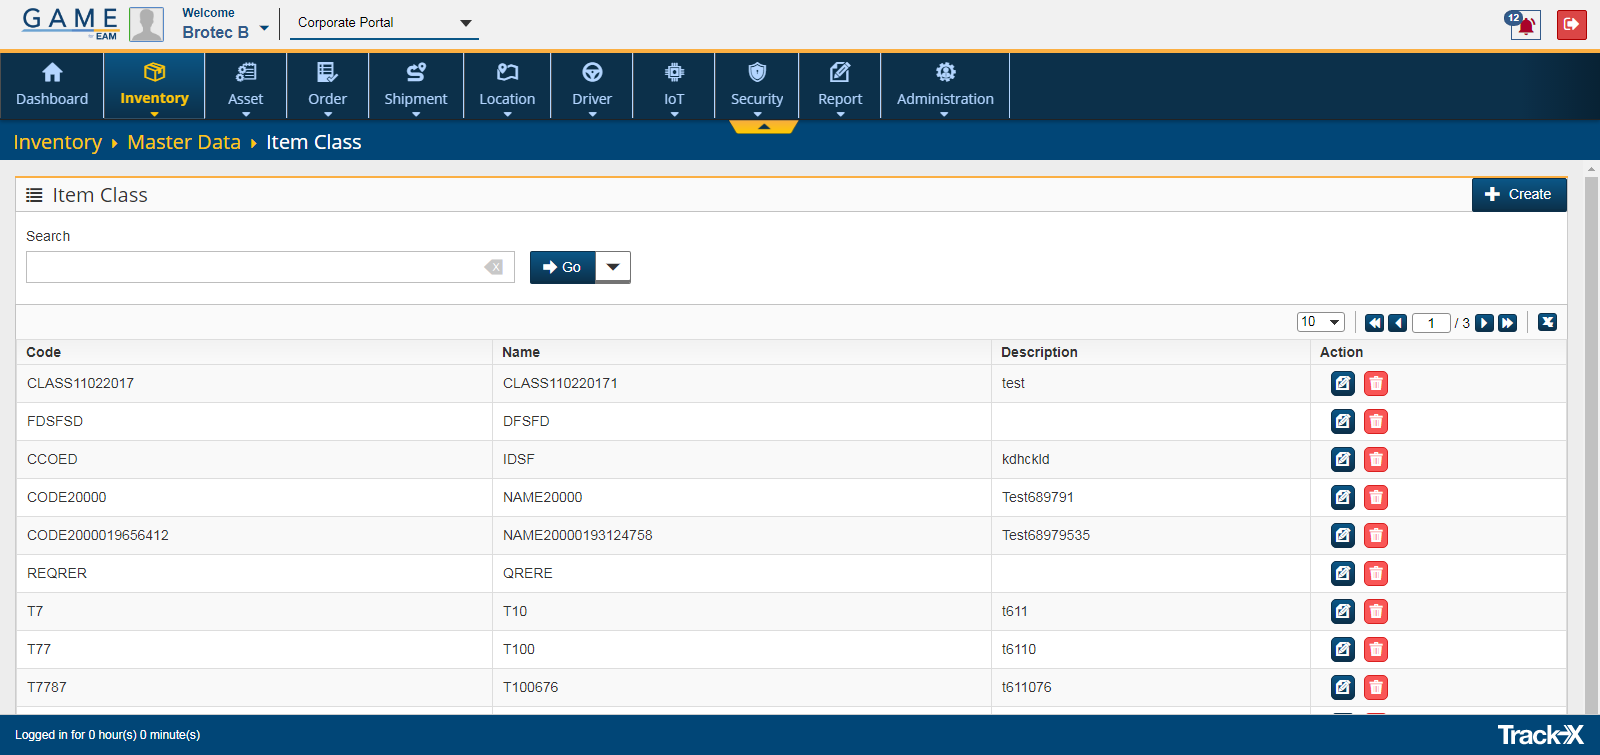 GAME
EAM
Welcome
Brotec B
Corporate Portal
12
Dashboard
Inventory
Asset
Order
Shipment
Location
Driver
IoT
Security
Report
Administration
Inventory Master Data Item Class
Item Class
Create
Search
Go
10 1 / 3
Code Name Description Action
CLASS11022017 CLASS110220171 test
FDSFSD DFSFD
CCOED IDSF kdhckld
CODE20000 NAME20000 Test689791
CODE2000019656412 NAME20000193124758 Test68979535
REQRER QRERE
T7 T10 t611
T77 T100 t6110
T7787 T100676 t611076
Logged in for 0 hour(s) 0 minute(s)
Track-X